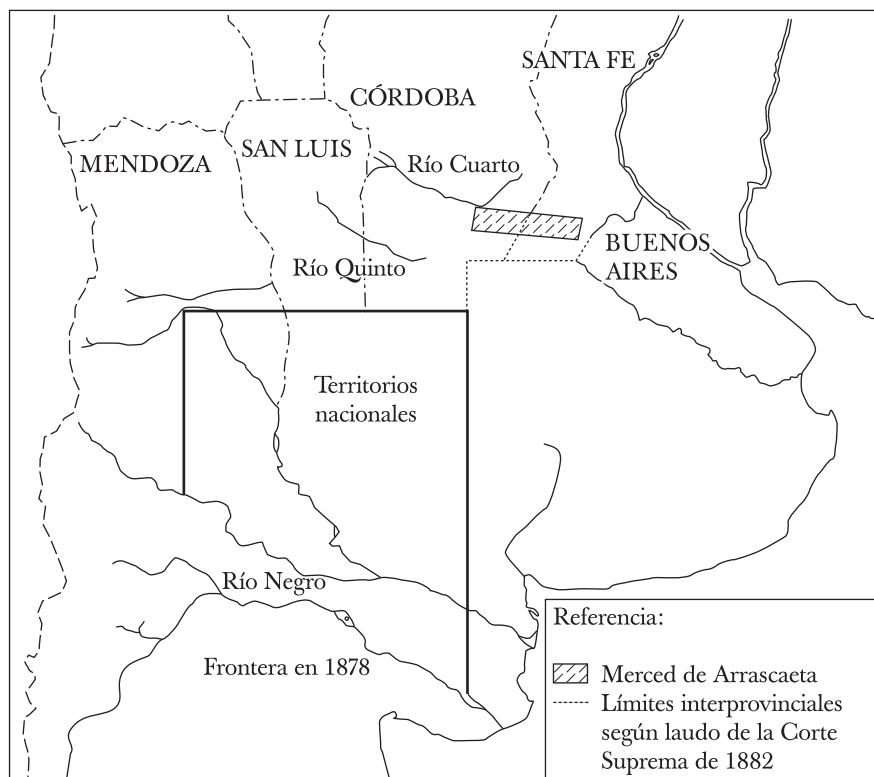 SANTA FE
CÓRDOBA
MENDOZA
SAN LUIS
Río Cuarto
BUENOS
AIRES
Río Quinto
Territorios
nacionales
Río Negro
Frontera en 1878
Referencia:
Merced de Arrascaeta
Límites interprovinciales
según laudo de la Corte
Suprema de 1882